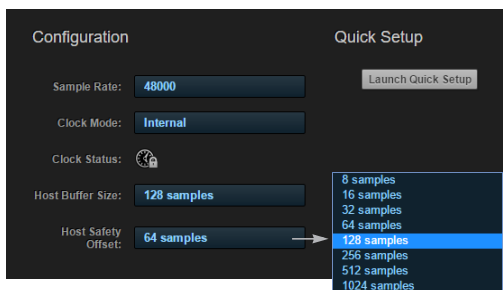 Configuration
Quick Setup
Sample Rate: 48000
Launch Quick Setup
Clock Mode: Internal
Clock Status:
Host Buffer Size: 128 samples
Host Safety
Offset: 64 samples
8 samples
16 samples
32 samples
64 samples
128 samples
256 samples
512 samples
1024 samples